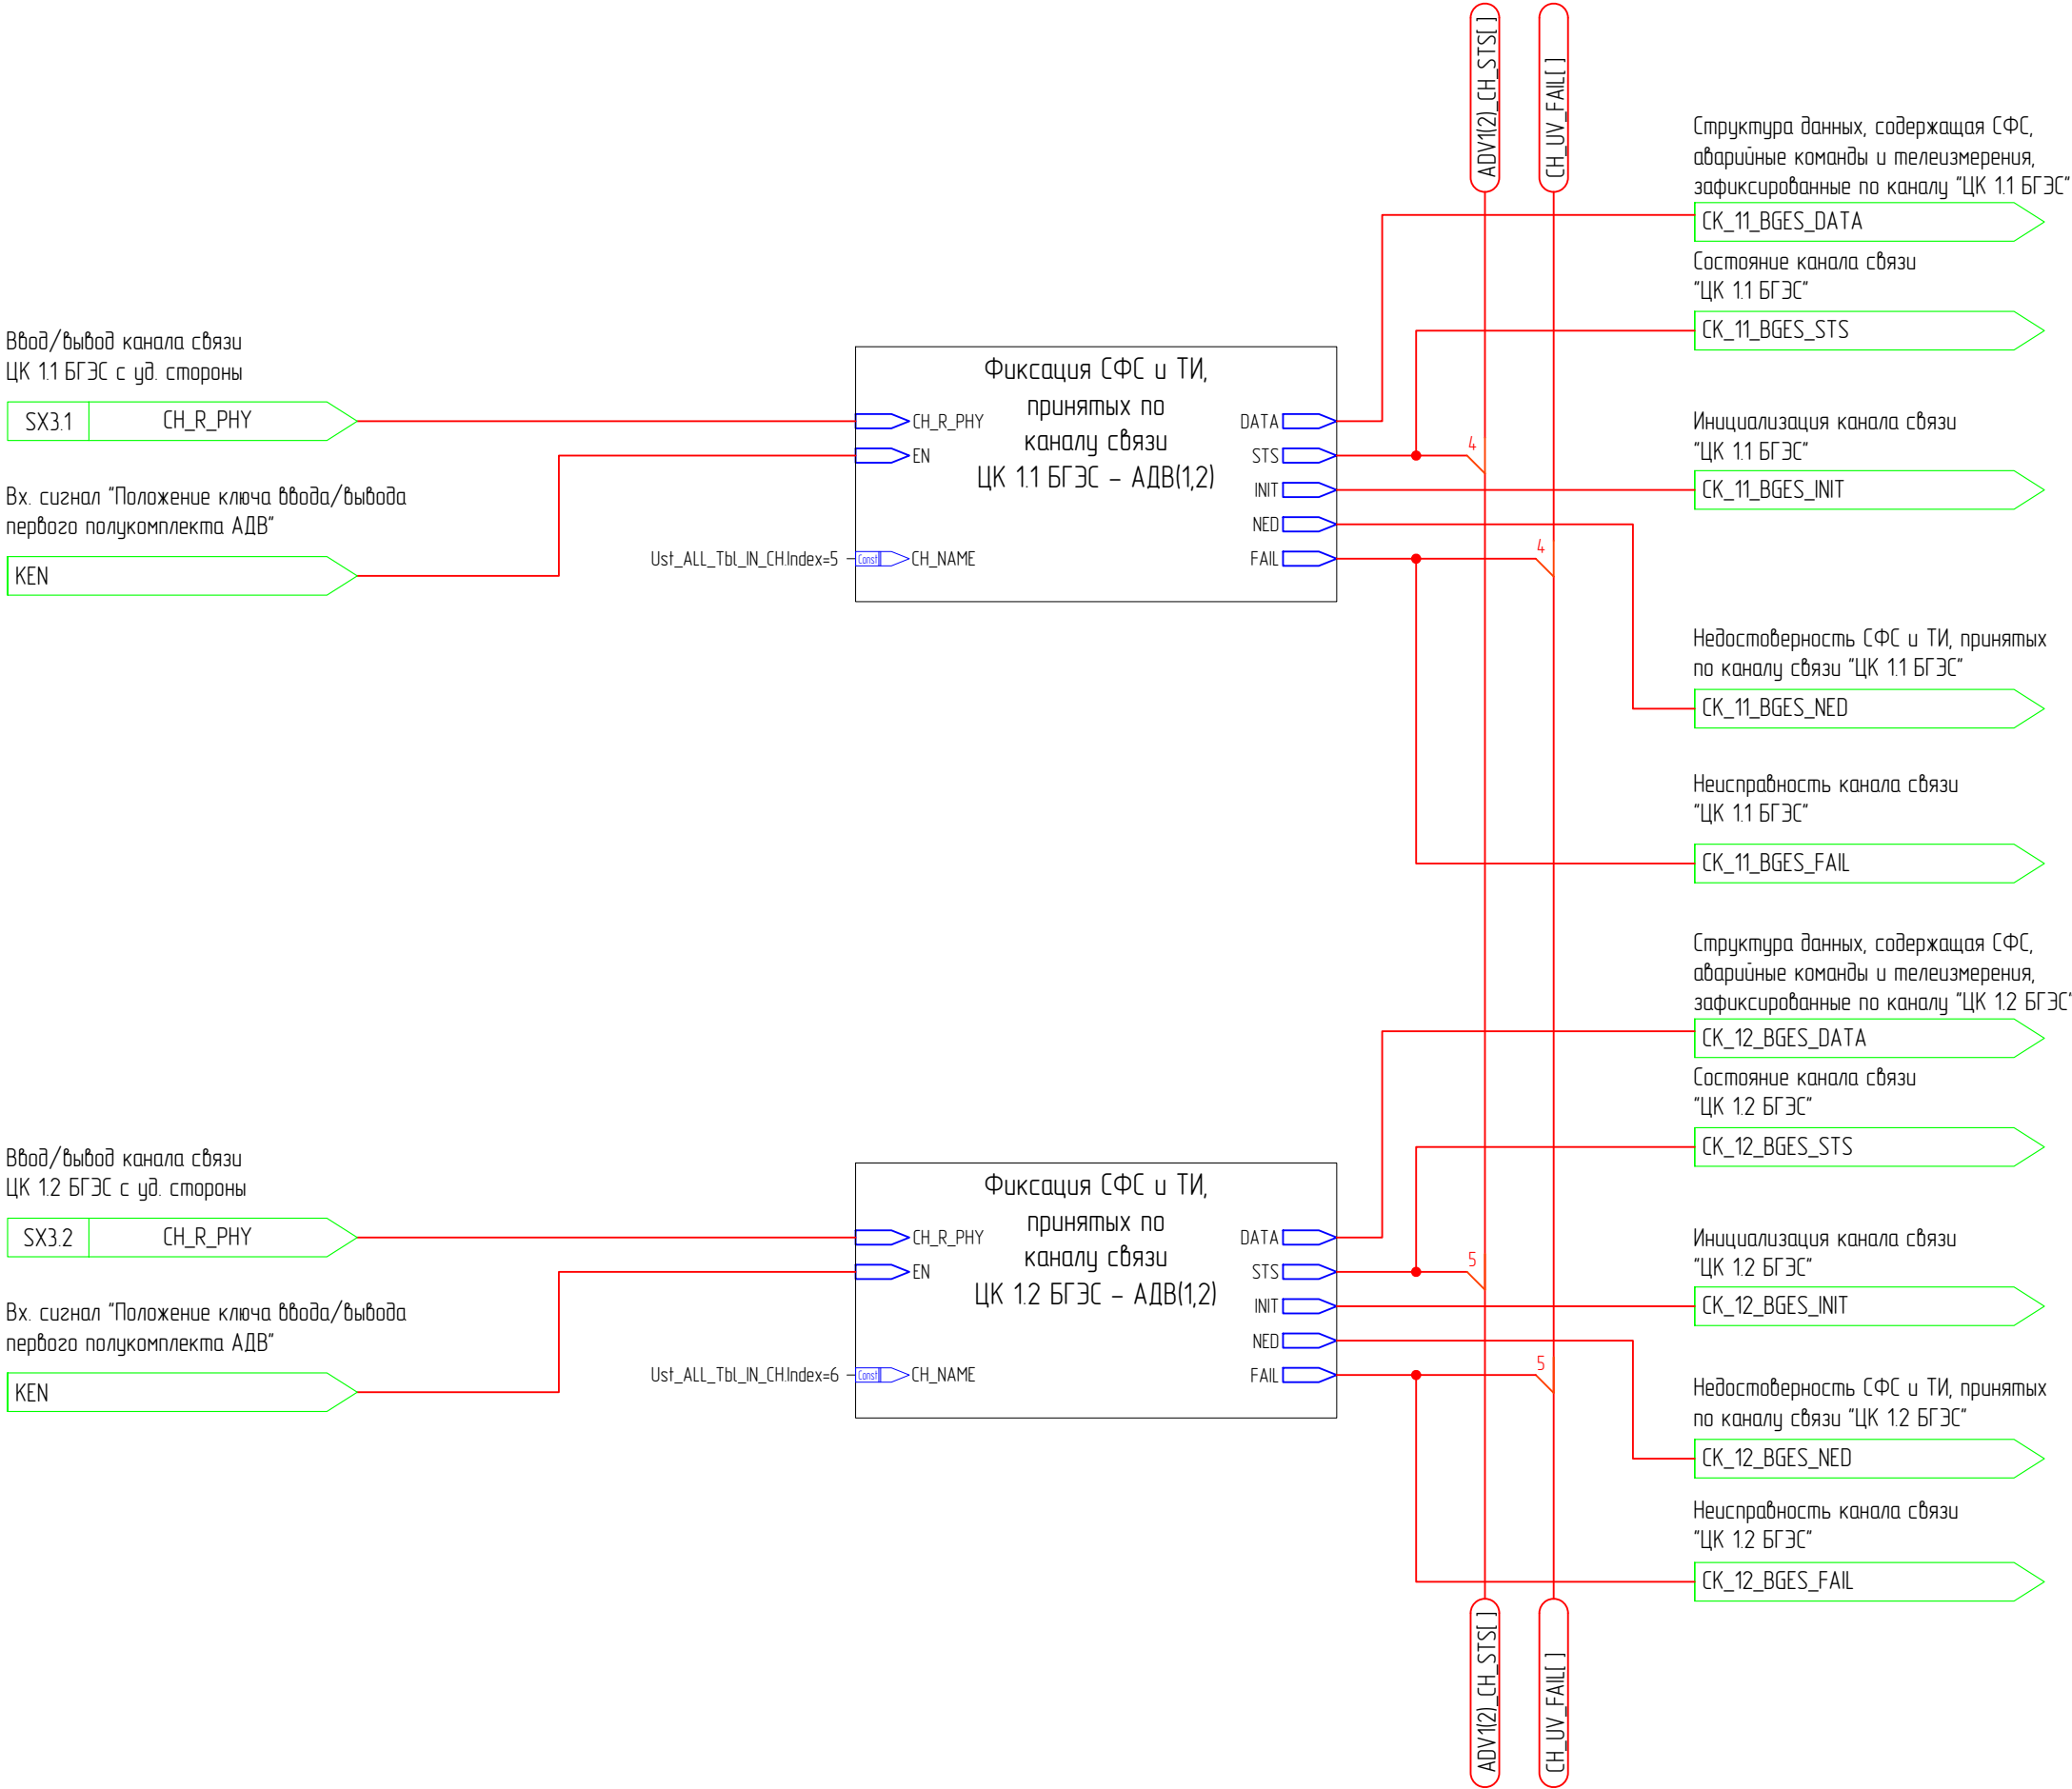 ADV1(2)_CH_STS[ ]
CH_UV_FAIL[ ]
Структура данных, содержащая СФС,
аварийные команды и телеизмерения,
зафиксированные по каналу "ЦК 1.1 БГЭС"
CK_11_BGES_DATA
Состояние канала связи
"ЦК 1.1 БГЭС"
CK_11_BGES_STS
Ввод/вывод канала связи
ЦК 1.1 БГЭС с уд. стороны
SX3.1
CH_R_PHY
Вх. сигнал "Положение ключа ввода/вывода
первого полукомплекта АДВ"
KEN
Фиксация СФС и ТИ,
принятых по
каналу связи
ЦК 1.1 БГЭС - АДВ(1,2)
CH_R_PHY
EN
Ust_ALL_Tbl_IN_CH.Index=5
Const
CH_NAME
DATA
STS
INIT
NED
FAIL
4
4
Инициализация канала связи
"ЦК 1.1 БГЭС"
CK_11_BGES_INIT
Недостоверность СФС и ТИ, принятых
по каналу связи "ЦК 1.1 БГЭС"
CK_11_BGES_NED
Неисправность канала связи
"ЦК 1.1 БГЭС"
CK_11_BGES_FAIL
Структура данных, содержащая СФС,
аварийные команды и телеизмерения,
зафиксированные по каналу "ЦК 1.2 БГЭС"
CK_12_BGES_DATA
Состояние канала связи
"ЦК 1.2 БГЭС"
CK_12_BGES_STS
Ввод/вывод канала связи
ЦК 1.2 БГЭС с уд. стороны
SX3.2
CH_R_PHY
Вх. сигнал "Положение ключа ввода/вывода
первого полукомплекта АДВ"
KEN
Фиксация СФС и ТИ,
принятых по
каналу связи
ЦК 1.2 БГЭС - АДВ(1,2)
CH_R_PHY
EN
Ust_ALL_Tbl_IN_CH.Index=6
Const
CH_NAME
DATA
STS
INIT
NED
FAIL
5
5
Инициализация канала связи
"ЦК 1.2 БГЭС"
CK_12_BGES_INIT
Недостоверность СФС и ТИ, принятых
по каналу связи "ЦК 1.2 БГЭС"
CK_12_BGES_NED
Неисправность канала связи
"ЦК 1.2 БГЭС"
CK_12_BGES_FAIL
ADV1(2)_CH_STS[ ]
CH_UV_FAIL[ ]